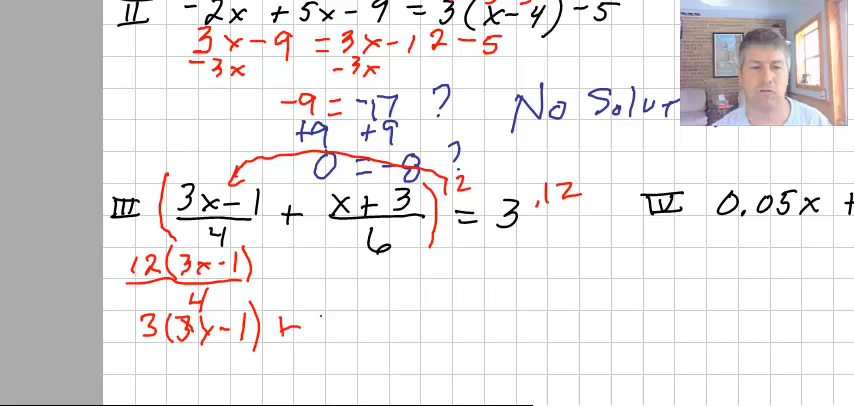 II -2x + 5x - 9 = 3(x-4) - 5
3x - 9 = 3x - 12 - 5
-3x -3x
-9 = -17 ? No Solut
+9 +9
0 = -8 ?
III (3x-1/4 + x+3/6)12 = 3 .12
IV 0.05x +
12(3x-1)/4
3(3x-1) +